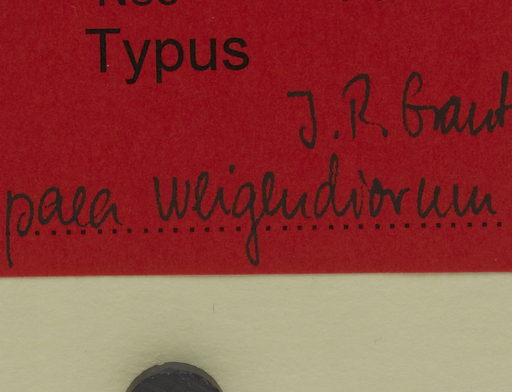 Typus
J. R. Grant
paea weigendiorum